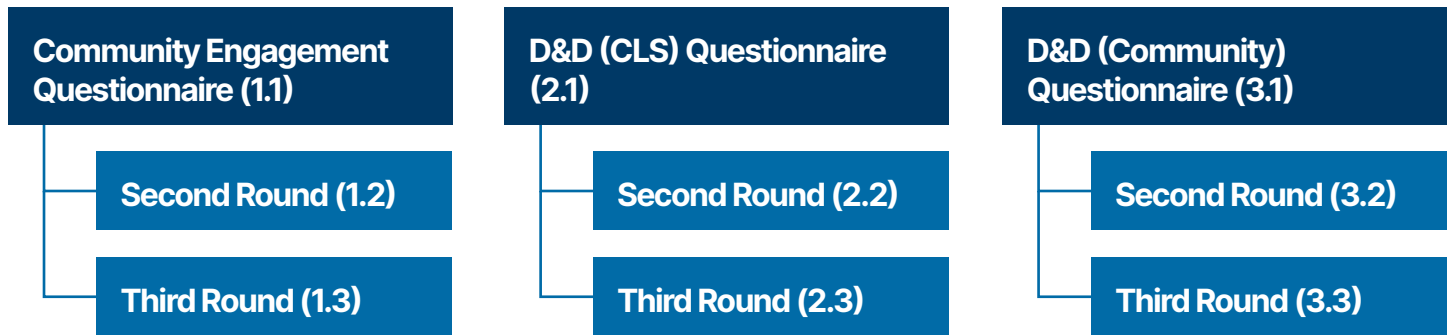 Community Engagement
Questionnaire (1.1)
Second Round (1.2)
Third Round (1.3)
D&D (CLS) Questionnaire
(2.1)
Second Round (2.2)
Third Round (2.3)
D&D (Community)
Questionnaire (3.1)
Second Round (3.2)
Third Round (3.3)